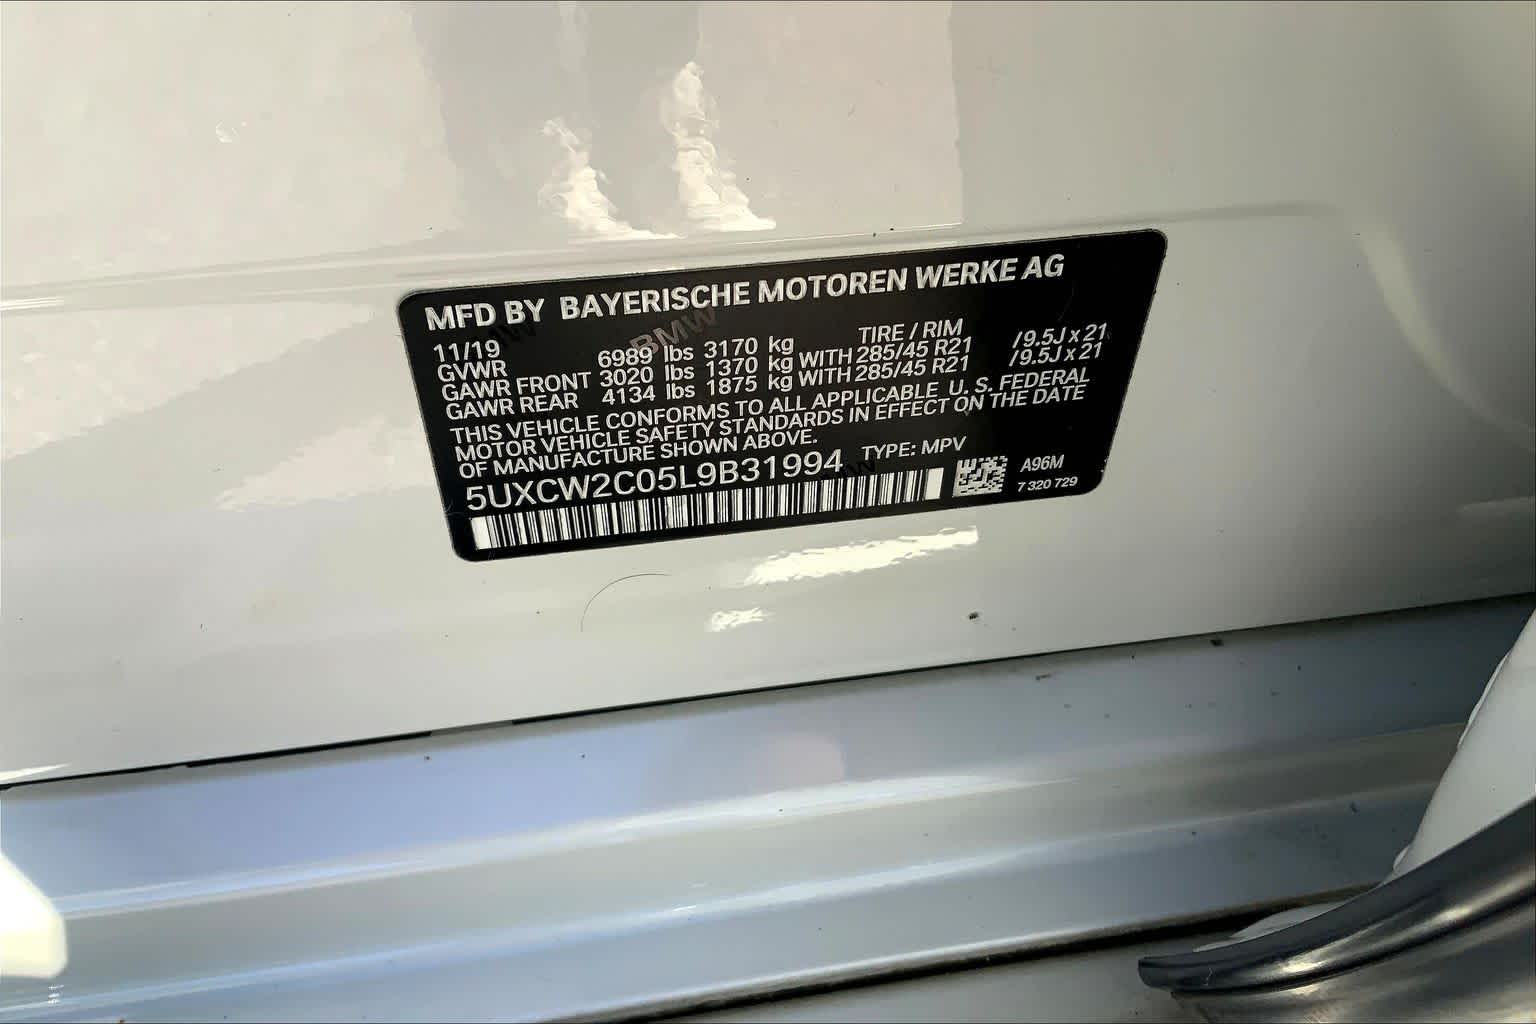 MFD BY BAYERISCHE MOTOREN WERKE AG
11/19 TIRE / RIM
GVWR 6989 lbs 3170 kg
GAWR FRONT 3020 lbs 1370 kg WITH 285/45 R21 /9.5J x 21
GAWR REAR 4134 lbs 1875 kg WITH 285/45 R21 /9.5J x 21
THIS VEHICLE CONFORMS TO ALL APPLICABLE U. S. FEDERAL
MOTOR VEHICLE SAFETY STANDARDS IN EFFECT ON THE DATE
OF MANUFACTURE SHOWN ABOVE.
5UXCW2C05L9B31994 TYPE: MPV
A96M
7 320 729
BMW